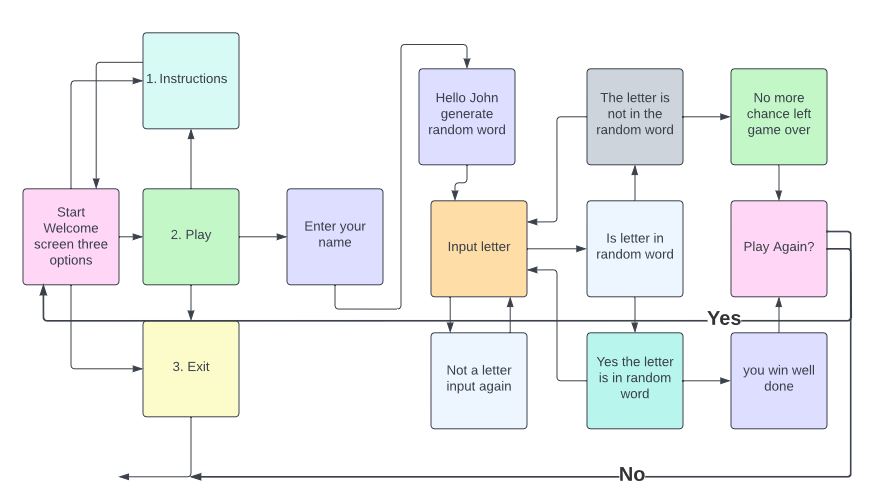 1. Instructions
Hello John
generate
random word
The letter is
not in the
random word
No more
chance left
game over
Start
Welcome
screen three
options
2. Play
Enter your
name
Input letter
Is letter in
random word
Play Again?
Yes
3. Exit
Not a letter
input again
Yes the letter
is in random
word
you win well
done
No